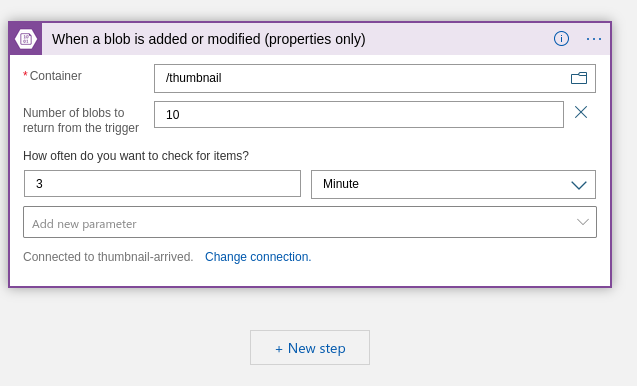 When a blob is added or modified (properties only)
* Container
/thumbnail
Number of blobs to
return from the trigger
10
How often do you want to check for items?
3
Minute
Add new parameter
Connected to thumbnail-arrived. Change connection.
+ New step